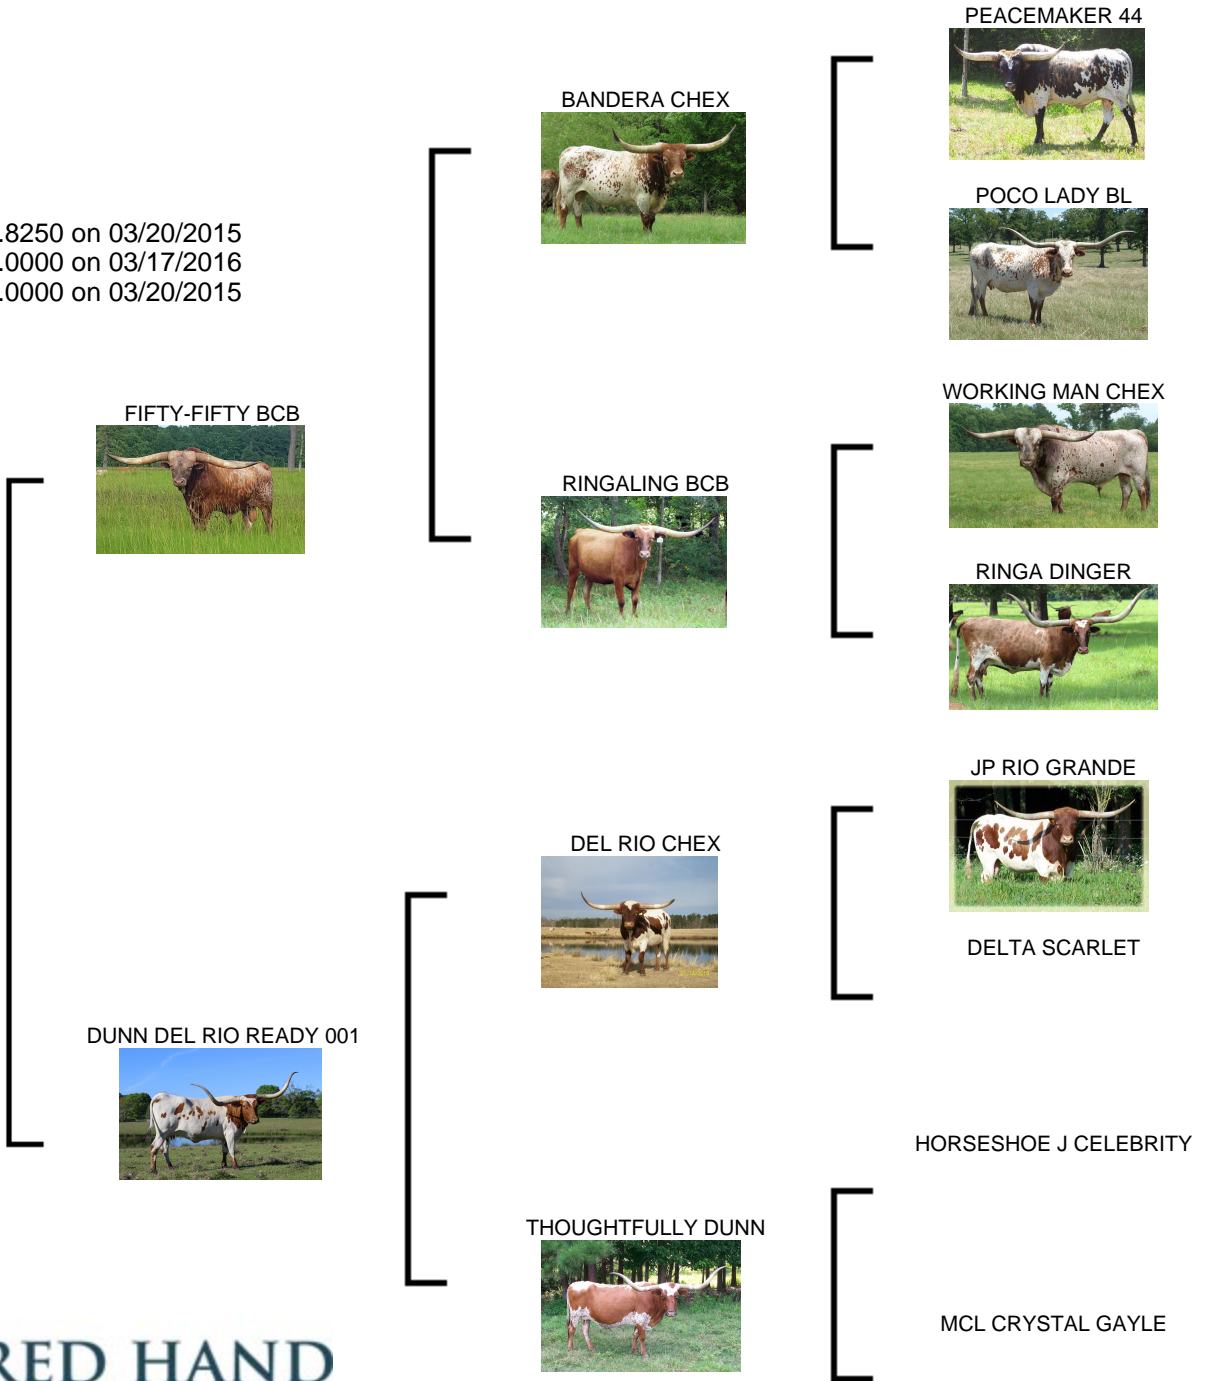 PEACEMAKER 44
BANDERA CHEX
POCO LADY BL
.8250 on 03/20/2015
.0000 on 03/17/2016
.0000 on 03/20/2015
WORKING MAN CHEX
FIFTY-FIFTY BCB
RINGALING BCB
RINGA DINGER
JP RIO GRANDE
DEL RIO CHEX
DELTA SCARLET
DUNN DEL RIO READY 001
HORSESHOE J CELEBRITY
THOUGHTFULLY DUNN
MCL CRYSTAL GAYLE
RED HAND